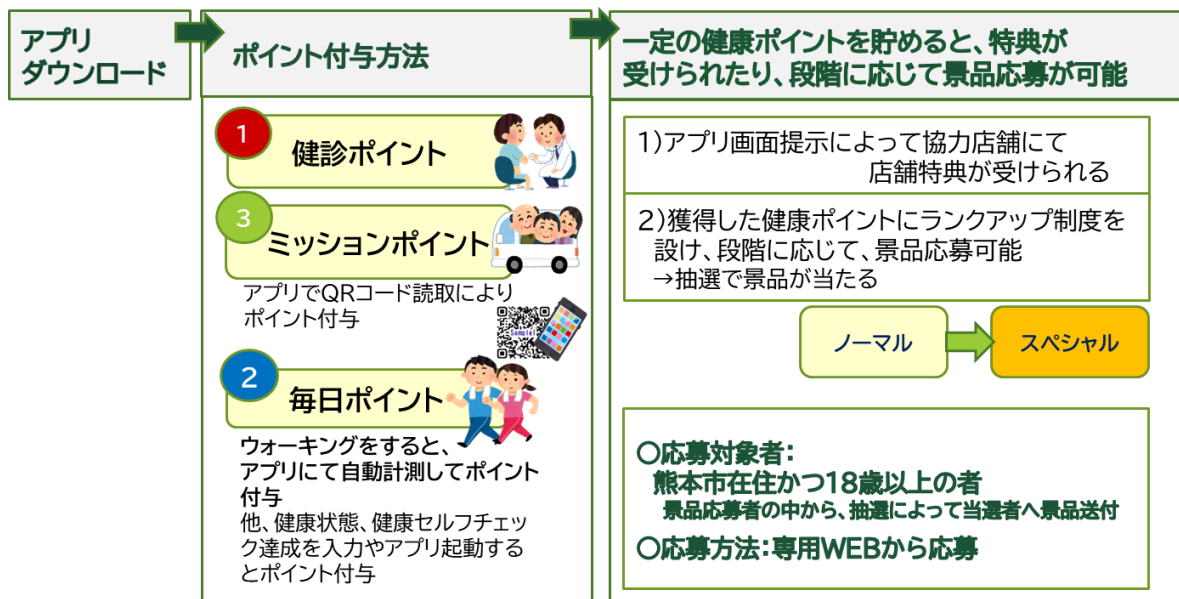 アプリ
ダウンロード
ポイント付与方法
一定の健康ポイントを貯めると、特典が
受けられたり、段階に応じて景品応募が可能
1
健診ポイント
3
ミッションポイント
アプリでQRコード読取により
ポイント付与
Sample!
2
毎日ポイント
ウォーキングをすると、
アプリにて自動計測してポイント
付与
他、健康状態、健康セルフチェッ
ク達成を入力やアプリ起動する
とポイント付与
1)アプリ画面提示によって協力店舗にて
店舗特典が受けられる
2)獲得した健康ポイントにランクアップ制度を
設け、段階に応じて、景品応募可能
→抽選で景品が当たる
ノーマル
スペシャル
○応募対象者:
熊本市在住かつ18歳以上の者
景品応募者の中から、抽選によって当選者へ景品送付
○応募方法:専用WEBから応募